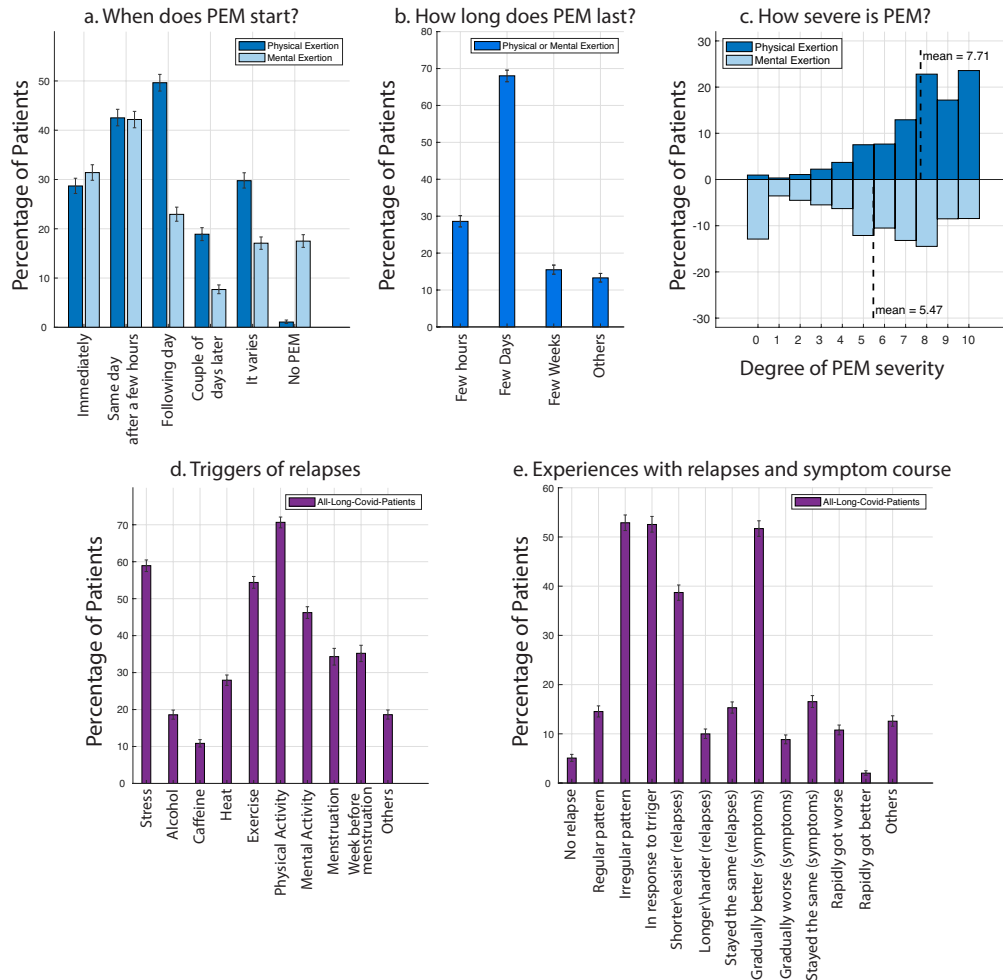 a. When does PEM start?
Physical Exertion
Mental Exertion
Percentage of Patients
50
40
30
20
10
0
Immediately
Same day
after a few hours
Following day
Couple of
days later
It varies
No PEM
b. How long does PEM last?
Physical or Mental Exertion
Percentage of Patients
80
70
60
50
40
30
20
10
0
Few hours
Few Days
Few Weeks
Others
c. How severe is PEM?
Physical Exertion
Mental Exertion
mean = 7.71
mean = 5.47
Percentage of Patients
30
20
10
0
-10
-20
-30
0 1 2 3 4 5 6 7 8 9 10
Degree of PEM severity
d. Triggers of relapses
All-Long-Covid-Patients
Percentage of Patients
70
60
50
40
30
20
10
0
Stress
Alcohol
Caffeine
Heat
Exercise
Physical Activity
Mental Activity
Menstruation
Week before
menstruation
Others
e. Experiences with relapses and symptom course
All-Long-Covid-Patients
Percentage of Patients
60
50
40
30
20
10
0
No relapse
Regular pattern
Irregular pattern
In response to trriger
Shorter\easier (relapses)
Longer\harder (relapses)
Stayed the same (relapses)
Gradually better (symptoms)
Gradually worse (symptoms)
Stayed the same (symptoms)
Rapidly got worse
Rapidly got better
Others